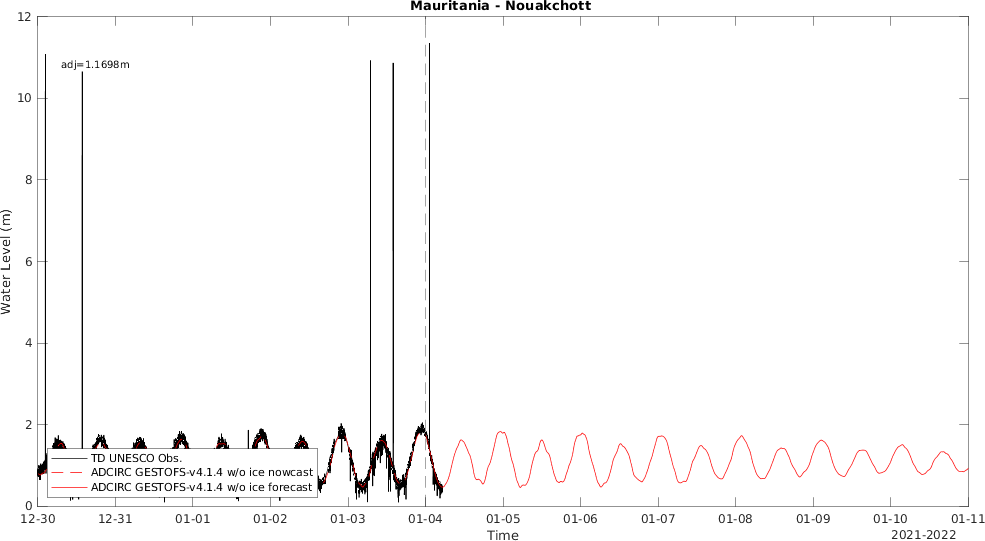 Mauritania - Nouakchott
12
10
8
6
4
2
0
Water Level (m)
adj=1.1698m
TD UNESCO Obs.
ADCIRC GESTOFS-v4.1.4 w/o ice nowcast
ADCIRC GESTOFS-v4.1.4 w/o ice forecast
12-30 12-31 01-01 01-02 01-03 01-04 01-05 01-06 01-07 01-08 01-09 01-10 01-11
Time
2021-2022